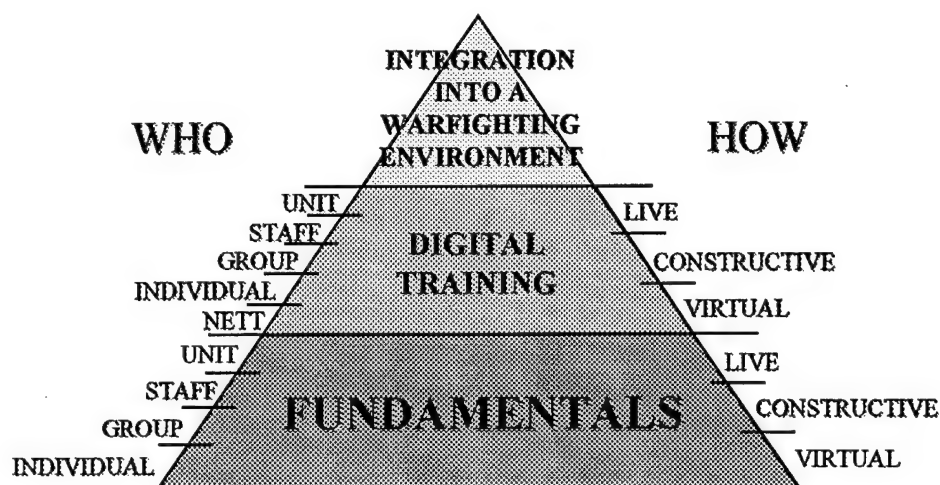 INTEGRATION
INTO A
WARFIGHTING
ENVIRONMENT
WHO
HOW
UNIT
STAFF
GROUP
INDIVIDUAL
NETT
DIGITAL
TRAINING
LIVE
CONSTRUCTIVE
VIRTUAL
UNIT
STAFF
GROUP
INDIVIDUAL
FUNDAMENTALS
LIVE
CONSTRUCTIVE
VIRTUAL